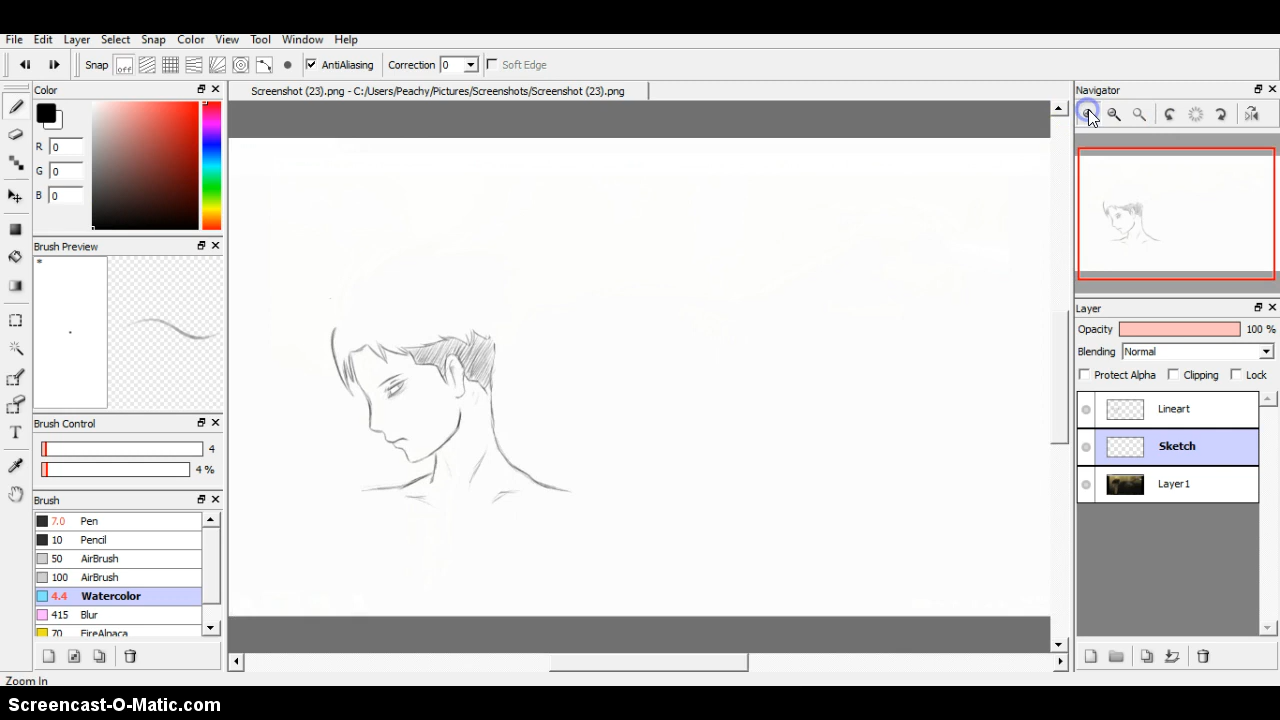 File Edit Layer Select Snap Color View Tool Window Help
Snap off AntiAliasing Correction 0 Soft Edge
Color
R 0
G 0
B 0
Brush Preview
*
Brush Control
4
4 %
Brush
7.0 Pen
10 Pencil
50 AirBrush
100 AirBrush
4.4 Watercolor
415 Blur
70 FireAlpaca
Zoom In
Screenshot (23).png - C:/Users/Peachy/Pictures/Screenshots/Screenshot (23).png
Navigator
Layer
Opacity 100 %
Blending Normal
Protect Alpha Clipping Lock
Lineart
Sketch
Layer1
Screencast-O-Matic.com